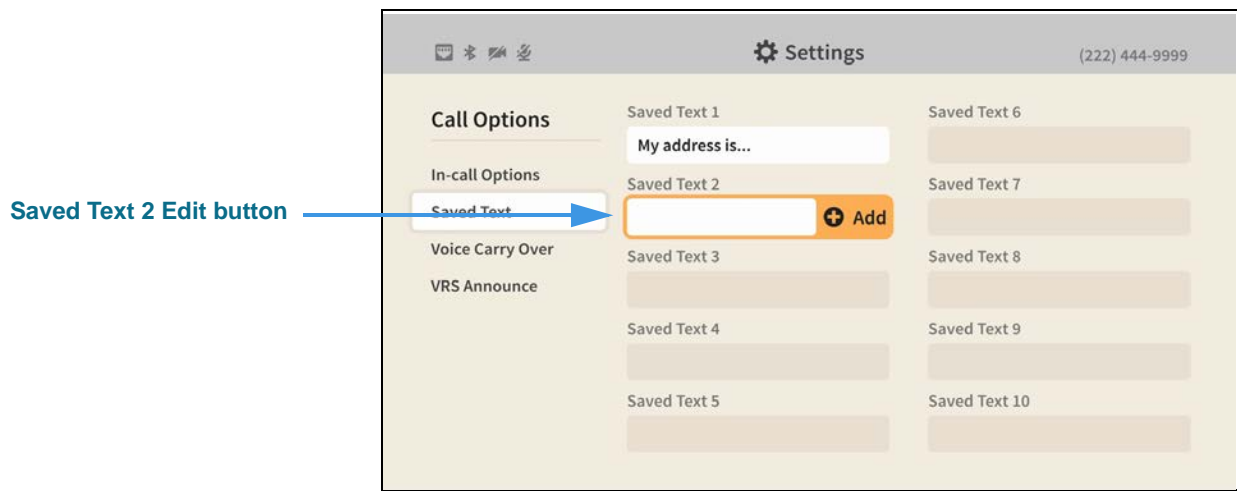 Settings
(222) 444-9999
Call Options
In-call Options
Saved Text
Voice Carry Over
VRS Announce
Saved Text 2 Edit button
Saved Text 1
My address is...
Saved Text 2
Add
Saved Text 3
Saved Text 4
Saved Text 5
Saved Text 6
Saved Text 7
Saved Text 8
Saved Text 9
Saved Text 10